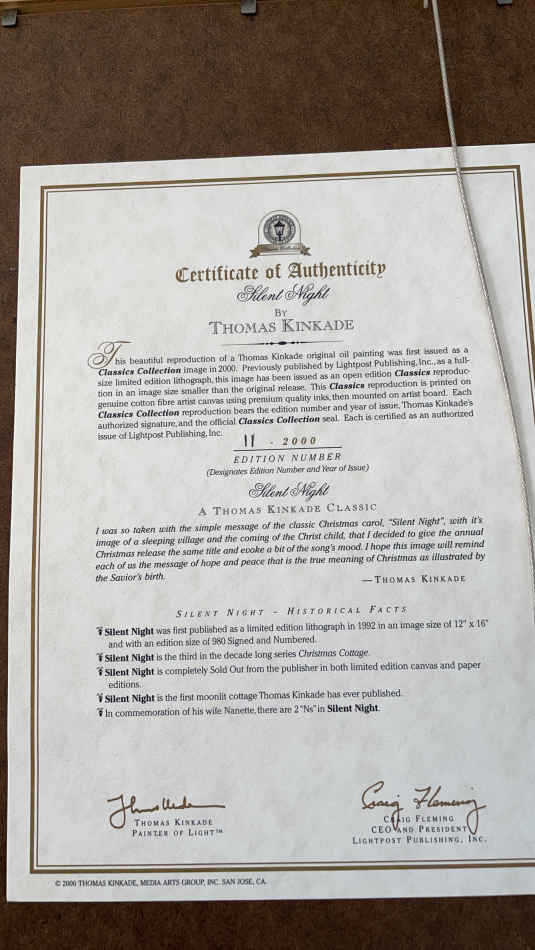 Certificate of Authenticity
Silent Night
BY
THOMAS KINKADE
This beautiful reproduction of a Thomas Kinkade original oil painting was first issued as a
Classics Collection image in 2000. Previously published by Lightpost Publishing, Inc., as a full-
size limited edition lithograph, this image has been issued as an open edition Classics reproduc-
tion in an image size smaller than the original release. This Classics reproduction is printed on
genuine cotton fibre artist canvas using premium quality inks, then mounted on artist board. Each
Classics Collection reproduction bears the edition number and year of issue, Thomas Kinkade's
authorized signature, and the official Classics Collection seal. Each is certified as an authorized
issue of Lightpost Publishing, Inc.
11 - 2000
EDITION NUMBER
(Designates Edition Number and Year of Issue)
Silent Night
A THOMAS KINKADE CLASSIC
I was so taken with the simple message of the classic Christmas carol, "Silent Night", with it's
image of a sleeping village and the coming of the Christ child, that I decided to give the annual
Christmas release the same title and evoke a bit of the song's mood. I hope this image will remind
each of us the message of hope and peace that is the true meaning of Christmas as illustrated by
the Savior's birth.
— THOMAS KINKADE
SILENT NIGHT - HISTORICAL FACTS
Silent Night was first published as a limited edition lithograph in 1992 in an image size of 12" x 16"
and with an edition size of 980 Signed and Numbered.
Silent Night is the third in the decade long series Christmas Cottage.
Silent Night is completely Sold Out from the publisher in both limited edition canvas and paper
editions.
Silent Night is the first moonlit cottage Thomas Kinkade has ever published.
In commemoration of his wife Nanette, there are 2 "Ns" in Silent Night.
Craig Fleming
THOMAS KINKADE
PAINTER OF LIGHT™
CRAIG FLEMING
CEO AND PRESIDENT
LIGHTPOST PUBLISHING, INC.
© 2000 THOMAS KINKADE, MEDIA ARTS GROUP, INC. SAN JOSE, CA.